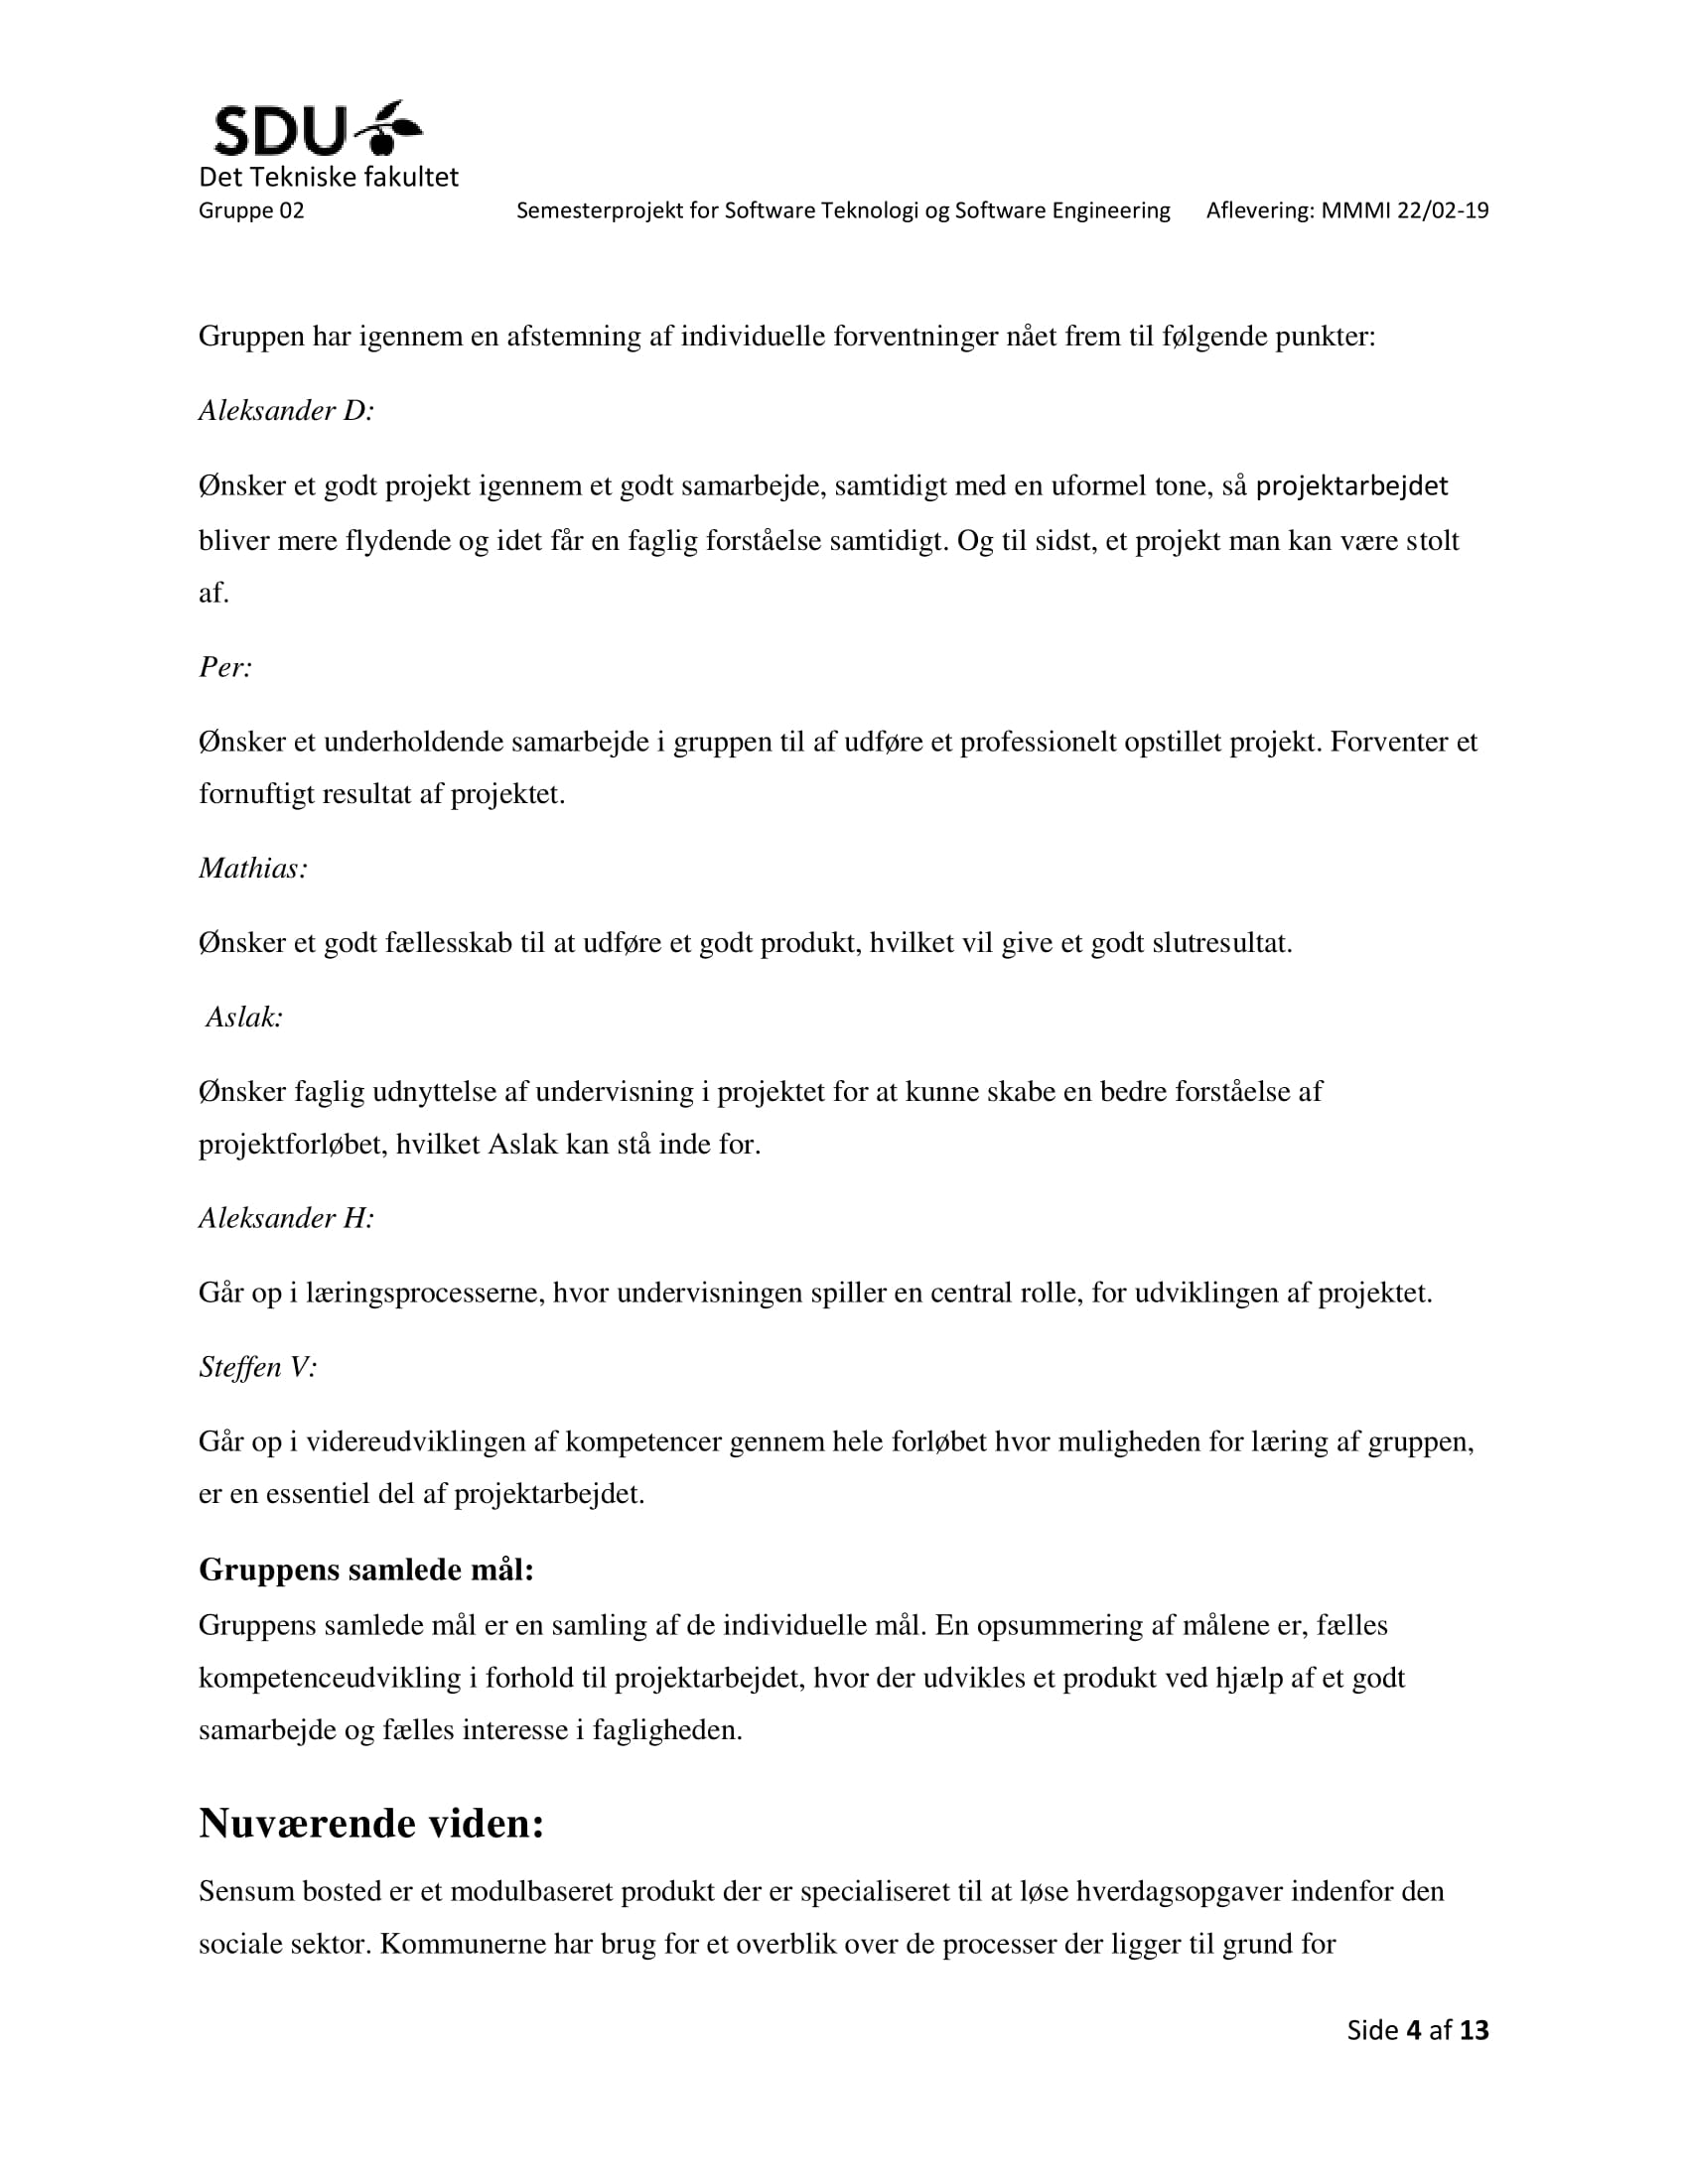 SDU
Det Tekniske fakultet
Gruppe 02 Semesterprojekt for Software Teknologi og Software Engineering Aflevering: MMMI 22/02-19
Gruppen har igennem en afstemning af individuelle forventninger nået frem til følgende punkter:
Aleksander D:
Ønsker et godt projekt igennem et godt samarbejde, samtidigt med en uformel tone, så projektarbejdet
bliver mere flydende og idet får en faglig forståelse samtidigt. Og til sidst, et projekt man kan være stolt
af.
Per:
Ønsker et underholdende samarbejde i gruppen til af udføre et professionelt opstillet projekt. Forventer et
fornuftigt resultat af projektet.
Mathias:
Ønsker et godt fællesskab til at udføre et godt produkt, hvilket vil give et godt slutresultat.
Aslak:
Ønsker faglig udnyttelse af undervisning i projektet for at kunne skabe en bedre forståelse af
projektforløbet, hvilket Aslak kan stå inde for.
Aleksander H:
Går op i læringsprocesserne, hvor undervisningen spiller en central rolle, for udviklingen af projektet.
Steffen V:
Går op i videreudviklingen af kompetencer gennem hele forløbet hvor muligheden for læring af gruppen,
er en essentiel del af projektarbejdet.
Gruppens samlede mål:
Gruppens samlede mål er en samling af de individuelle mål. En opsummering af målene er, fælles
kompetenceudvikling i forhold til projektarbejdet, hvor der udvikles et produkt ved hjælp af et godt
samarbejde og fælles interesse i fagligheden.
Nuværende viden:
Sensum bosted er et modulbaseret produkt der er specialiseret til at løse hverdagsopgaver indenfor den
sociale sektor. Kommunerne har brug for et overblik over de processer der ligger til grund for
Side 4 af 13